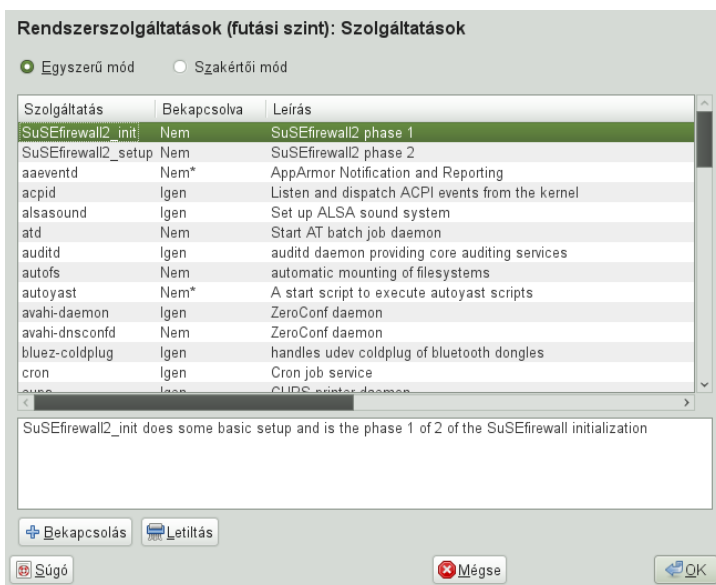 Rendszerszolgáltatások (futási szint): Szolgáltatások
Egyszerű mód Szakértői mód
Szolgáltatás Bekapcsolva Leírás
SuSEfirewall2_init Nem SuSEfirewall2 phase 1
SuSEfirewall2_setup Nem SuSEfirewall2 phase 2
aaeventd Nem* AppArmor Notification and Reporting
acpid Igen Listen and dispatch ACPI events from the kernel
alsasound Igen Set up ALSA sound system
atd Nem Start AT batch job daemon
auditd Igen auditd daemon providing core auditing services
autofs Nem automatic mounting of filesystems
autoyast Nem* A start script to execute autoyast scripts
avahi-daemon Igen ZeroConf daemon
avahi-dnsconfd Nem ZeroConf daemon
bluez-coldplug Igen handles udev coldplug of bluetooth dongles
cron Igen Cron job service
cups Igen CUPS printer daemon
SuSEfirewall2_init does some basic setup and is the phase 1 of 2 of the SuSEfirewall initialization
Bekapcsolás Letiltás
Súgó Mégse OK